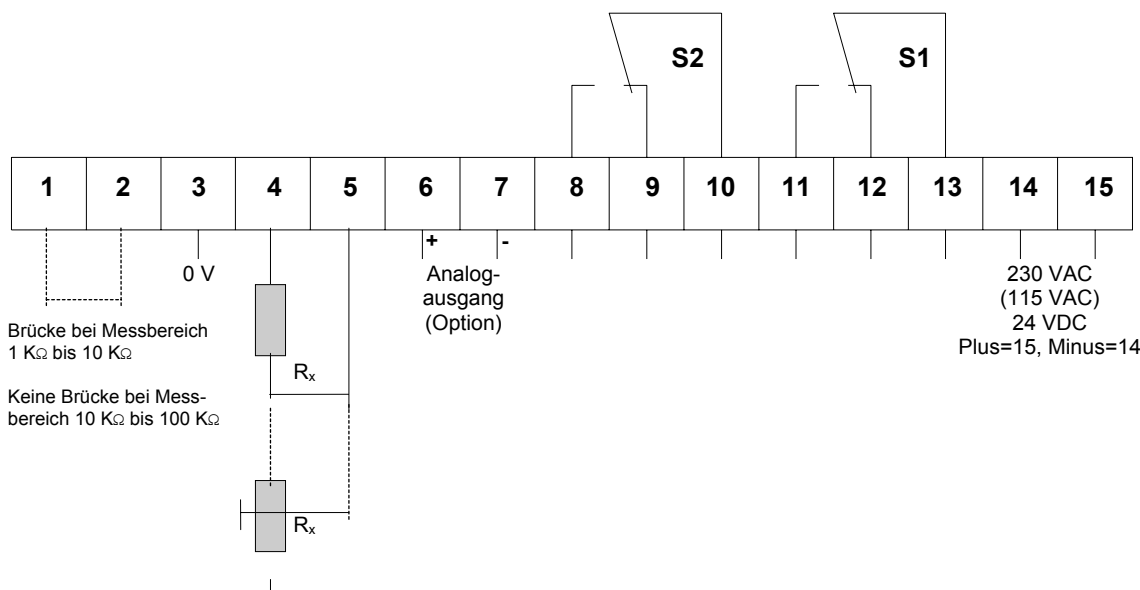 S2
S1
1 2 3 4 5 6 7 8 9 10 11 12 13 14 15
+ -
0 V
Analog-
ausgang
(Option)
230 VAC
(115 VAC)
24 VDC
Plus=15, Minus=14
Brücke bei Messbereich
1 KΩ bis 10 KΩ
Keine Brücke bei Mess-
bereich 10 KΩ bis 100 KΩ
Rx
Rx